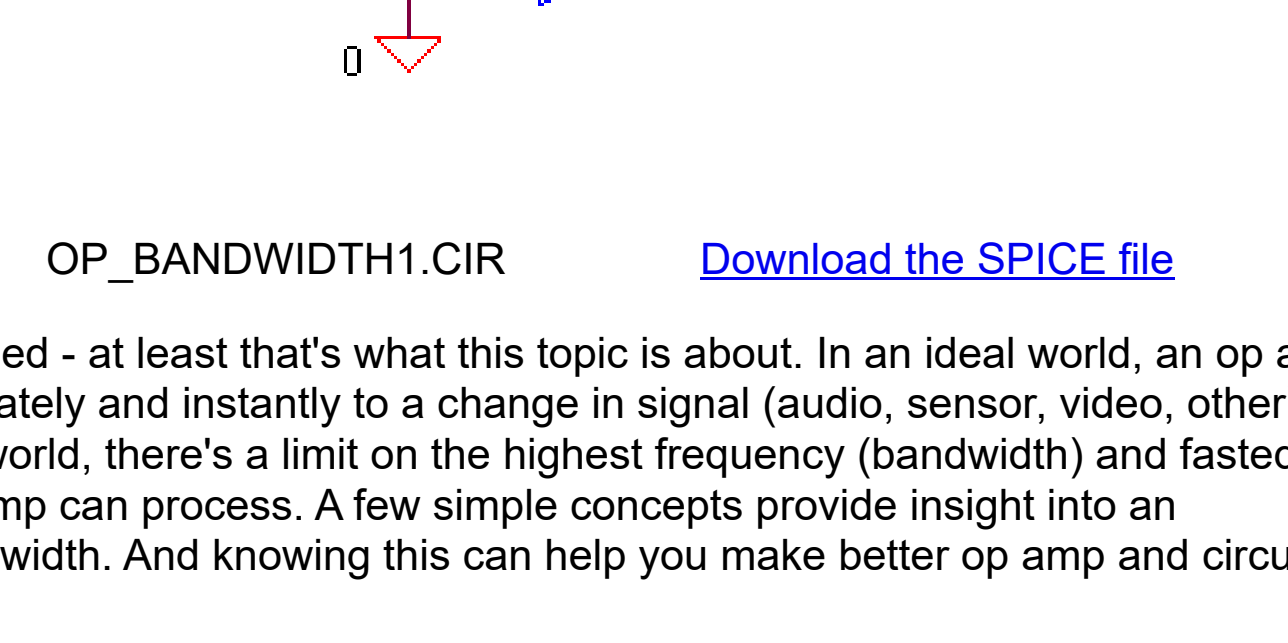 0
OP_BANDWIDTH1.CIR Download the SPICE file
ed - at least that's what this topic is about. In an ideal world, an op a
ately and instantly to a change in signal (audio, sensor, video, other
world, there's a limit on the highest frequency (bandwidth) and fasted
mp can process. A few simple concepts provide insight into an
width. And knowing this can help you make better op amp and circu